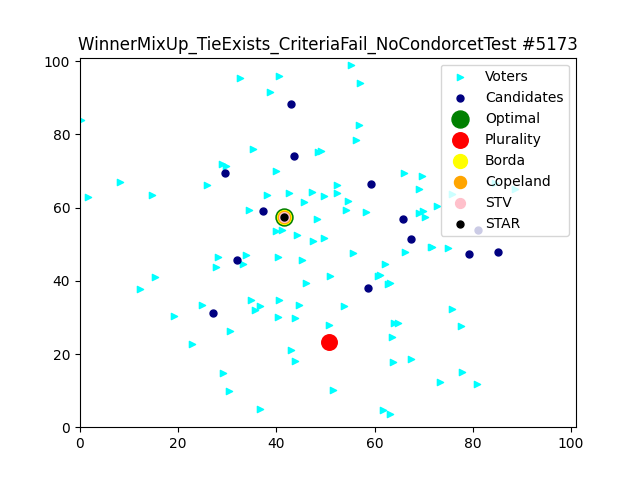 WinnerMixUp_TieExists_CriteriaFail_NoCondorcetTest #5173
100
80
60
40
20
0
0
20
40
60
80
100
Voters
Candidates
Optimal
Plurality
Borda
Copeland
STV
STAR